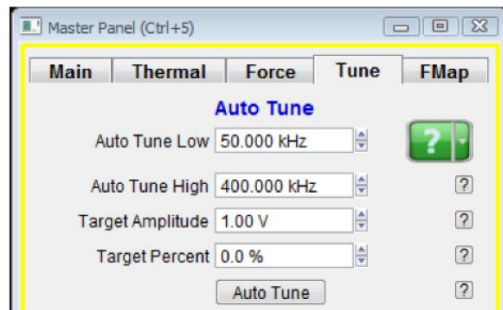 Master Panel (Ctrl+5)
Main Thermal Force Tune FMap
Auto Tune
Auto Tune Low 50.000 kHz ?
Auto Tune High 400.000 kHz ?
Target Amplitude 1.00 V ?
Target Percent 0.0 % ?
Auto Tune ?